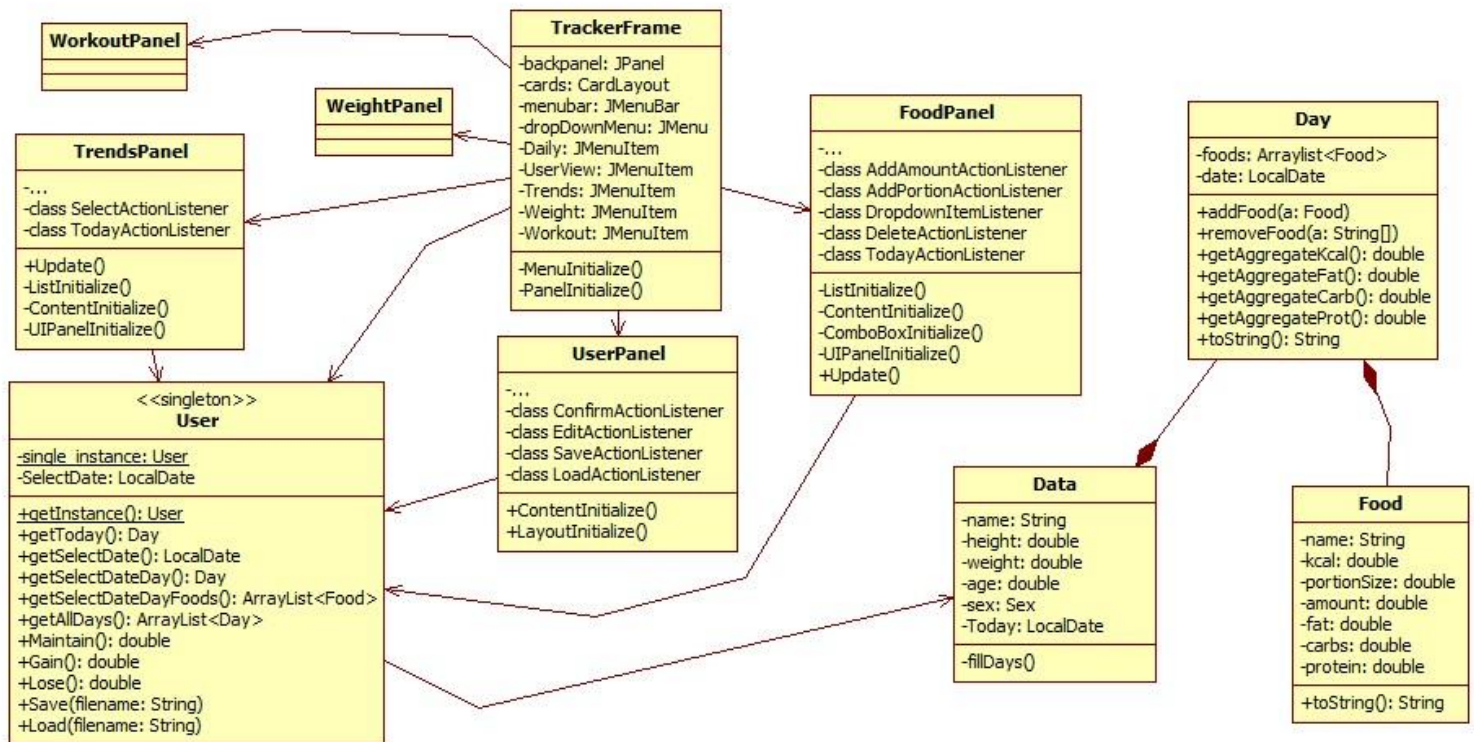 WorkoutPanel
WeightPanel
TrendsPanel
-...
-class SelectActionListener
-class TodayActionListener
+Update()
-ListInitialize()
-ContentInitialize()
-UIPanelInitialize()
TrackerFrame
-backpanel: JPanel
-cards: CardLayout
-menubar: JMenuBar
-dropDownMenu: JMenu
-Daily: JMenuItem
-UserView: JMenuItem
-Trends: JMenuItem
-Weight: JMenuItem
-Workout: JMenuItem
-MenuInitialize()
-PanelInitialize()
FoodPanel
-...
-class AddAmountActionListener
-class AddPortionActionListener
-class DropdownItemListener
-class DeleteActionListener
-class TodayActionListener
-ListInitialize()
-ContentInitialize()
-ComboBoxInitialize()
-UIPanelInitialize()
+Update()
Day
-foods: Arraylist<Food>
-date: LocalDate
+addFood(a: Food)
+removeFood(a: String[])
+getAggregateKcal(): double
+getAggregateFat(): double
+getAggregateCarb(): double
+getAggregateProt(): double
+toString(): String
<<singleton>>
User
-single_instance: User
-SelectDate: LocalDate
+getInstance(): User
+getToday(): Day
+getSelectDate(): LocalDate
+getSelectDateDay(): Day
+getSelectDateDayFoods(): ArrayList<Food>
+getAllDays(): ArrayList<Day>
+Maintain(): double
+Gain(): double
+Lose(): double
+Save(filename: String)
+Load(filename: String)
UserPanel
-...
-class ConfirmActionListener
-class EditActionListener
-class SaveActionListener
-class LoadActionListener
+ContentInitialize()
+LayoutInitialize()
Data
-name: String
-height: double
-weight: double
-age: double
-sex: Sex
-Today: LocalDate
-fillDays()
Food
-name: String
-kcal: double
-portionSize: double
-amount: double
-fat: double
-carbs: double
-protein: double
+toString(): String